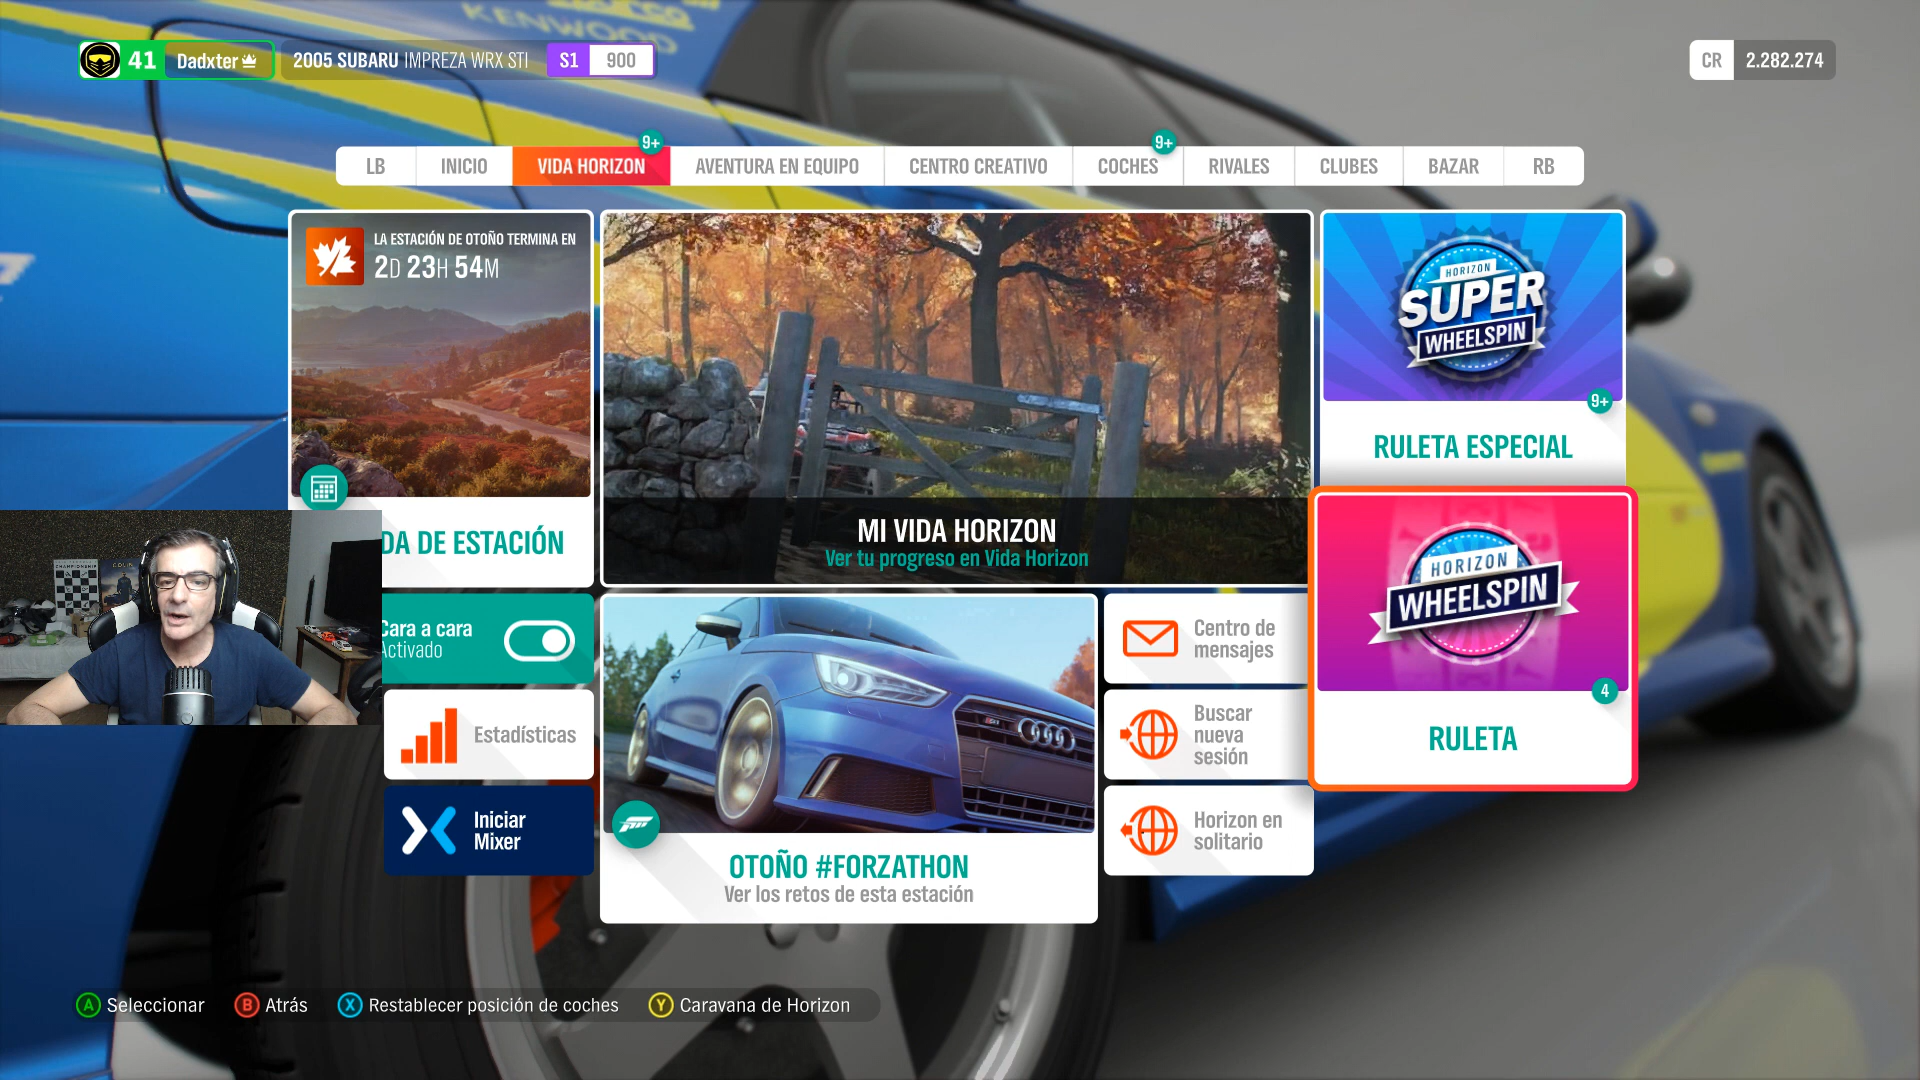 KENWOOD
41 Dadxter 2005 SUBARU IMPREZA WRX STI S1 900
CR 2.282.274
9+
9+
LB INICIO VIDA HORIZON AVENTURA EN EQUIPO CENTRO CREATIVO COCHES RIVALES CLUBES BAZAR RB
LA ESTACIÓN DE OTOÑO TERMINA EN
2D 23H 54M
DA DE ESTACIÓN
MI VIDA HORIZON
Ver tu progreso en Vida Horizon
HORIZON
SUPER
WHEELSPIN
9+
RULETA ESPECIAL
HORIZON
WHEELSPIN
4
RULETA
Cara a cara
Activado
Estadísticas
Iniciar
Mixer
OTOÑO #FORZATHON
Ver los retos de esta estación
Centro de
mensajes
Buscar
nueva
sesión
Horizon en
solitario
A Seleccionar B Atrás X Restablecer posición de coches Y Caravana de Horizon